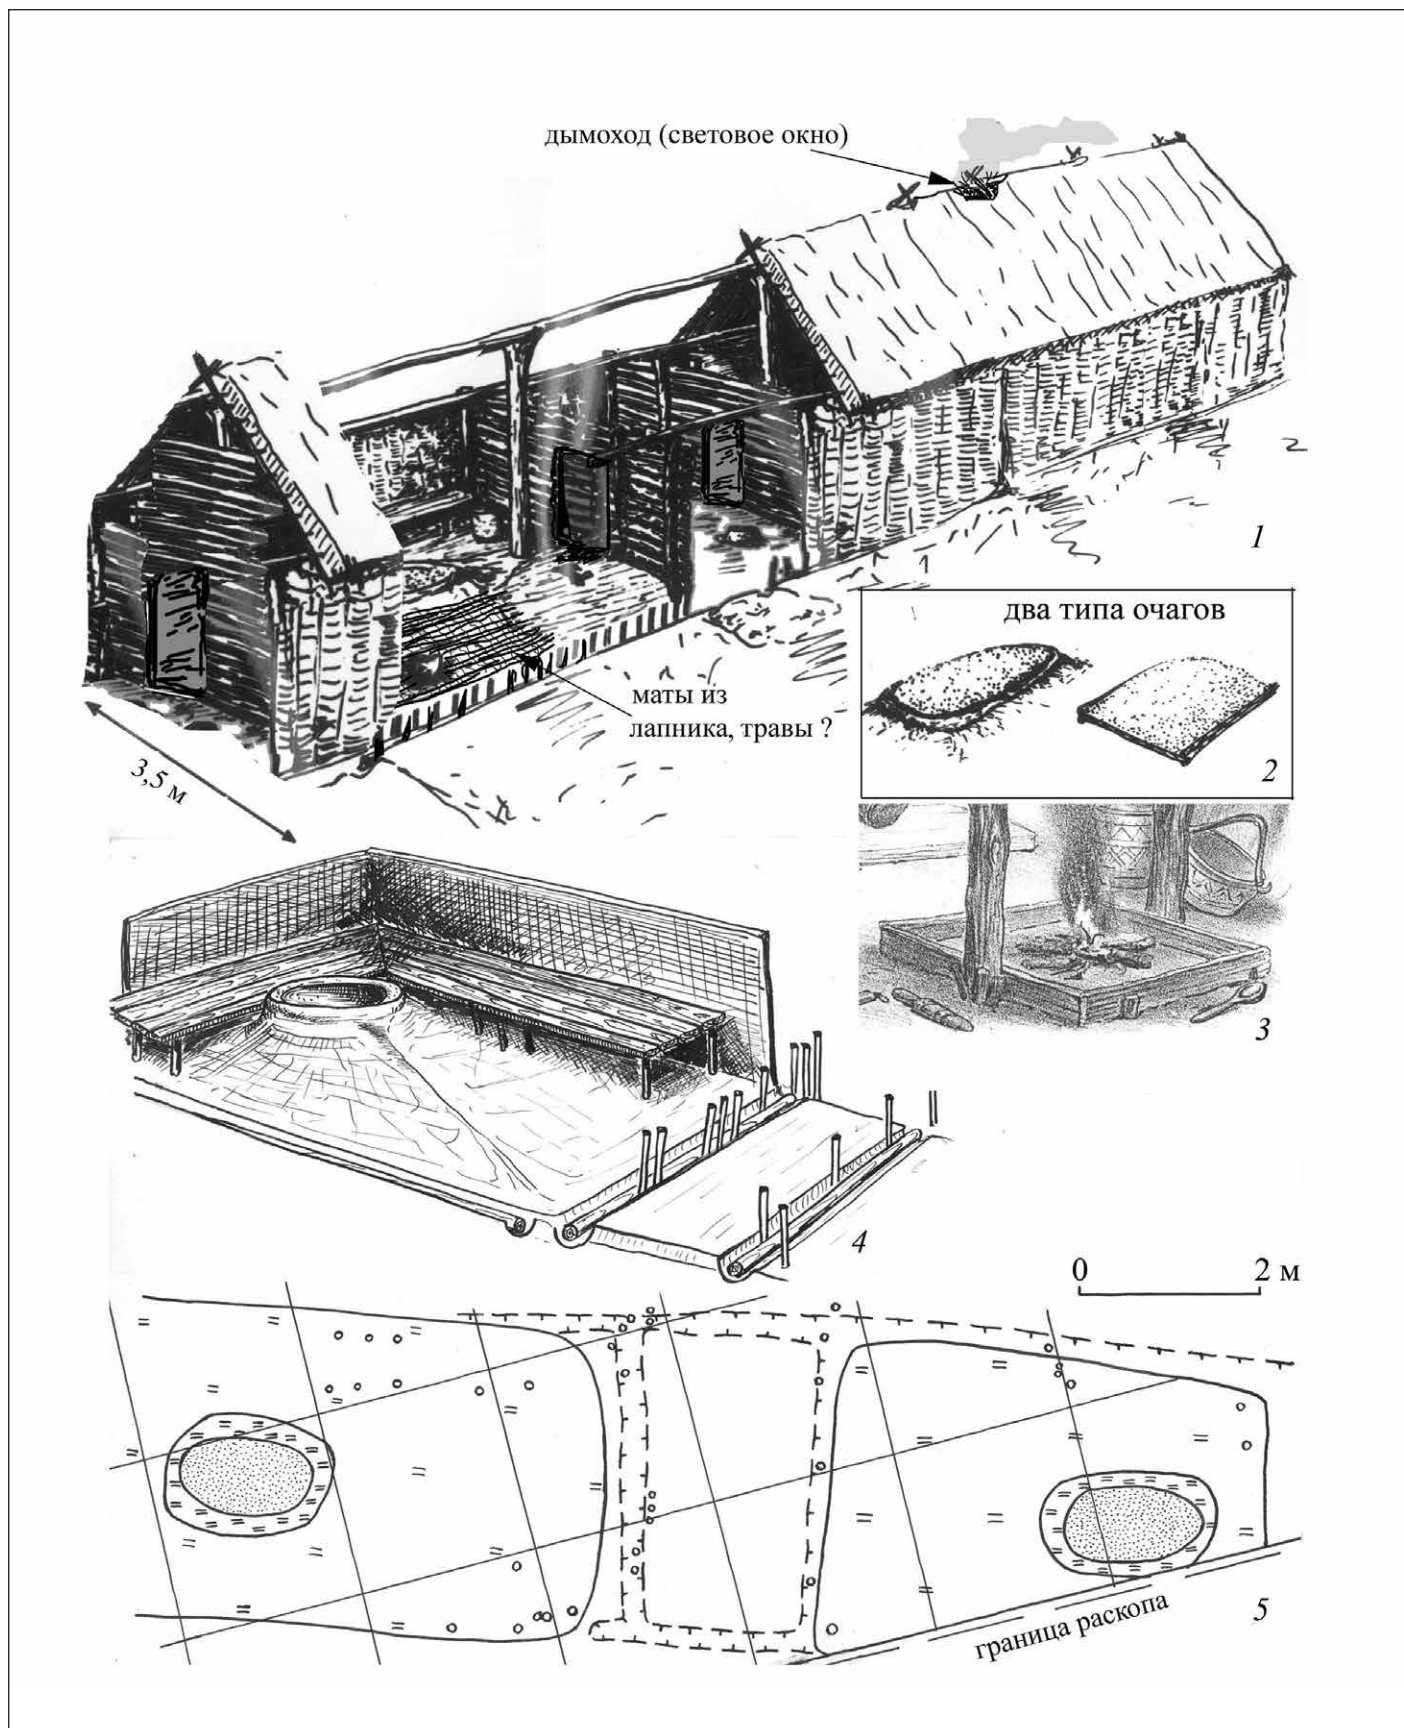 дымоход (световое окно)
1
два типа очагов
маты из
лапника, травы ?
2
3,5 м
3
4
0 2 м
5
граница раскопа